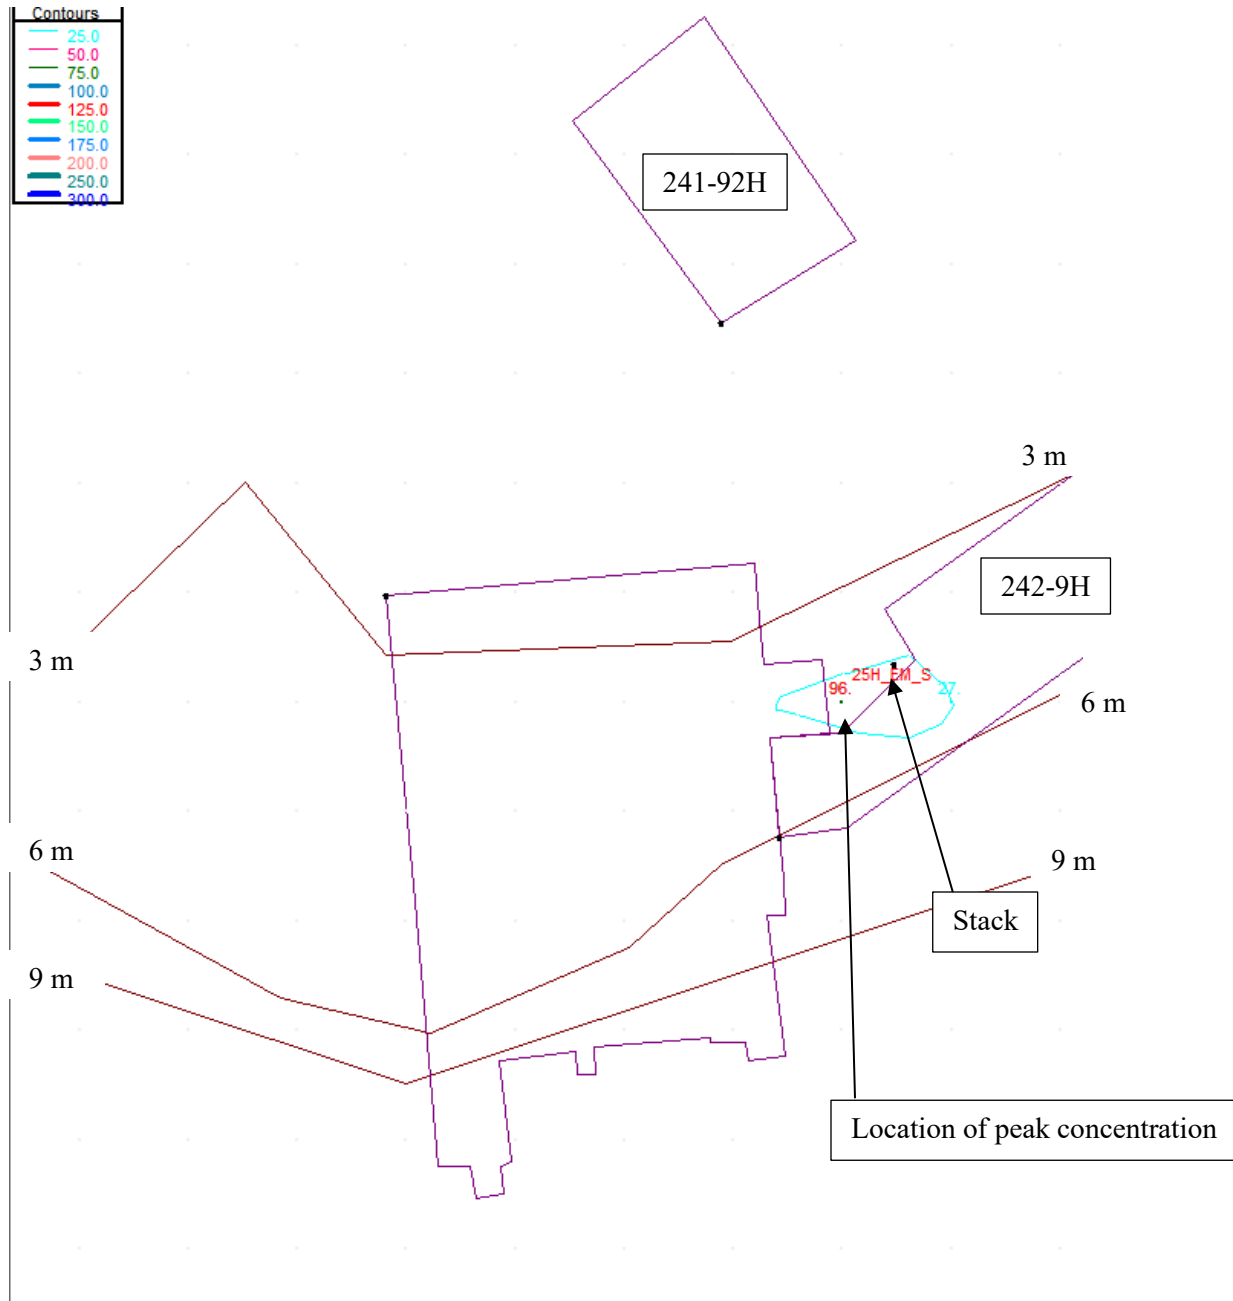 Contours
25.0
50.0
75.0
100.0
125.0
150.0
175.0
200.0
250.0
300.0
241-92H
3 m
242-9H
3 m
25H_EM_S
96.
27.
6 m
6 m
9 m
Stack
9 m
Location of peak concentration